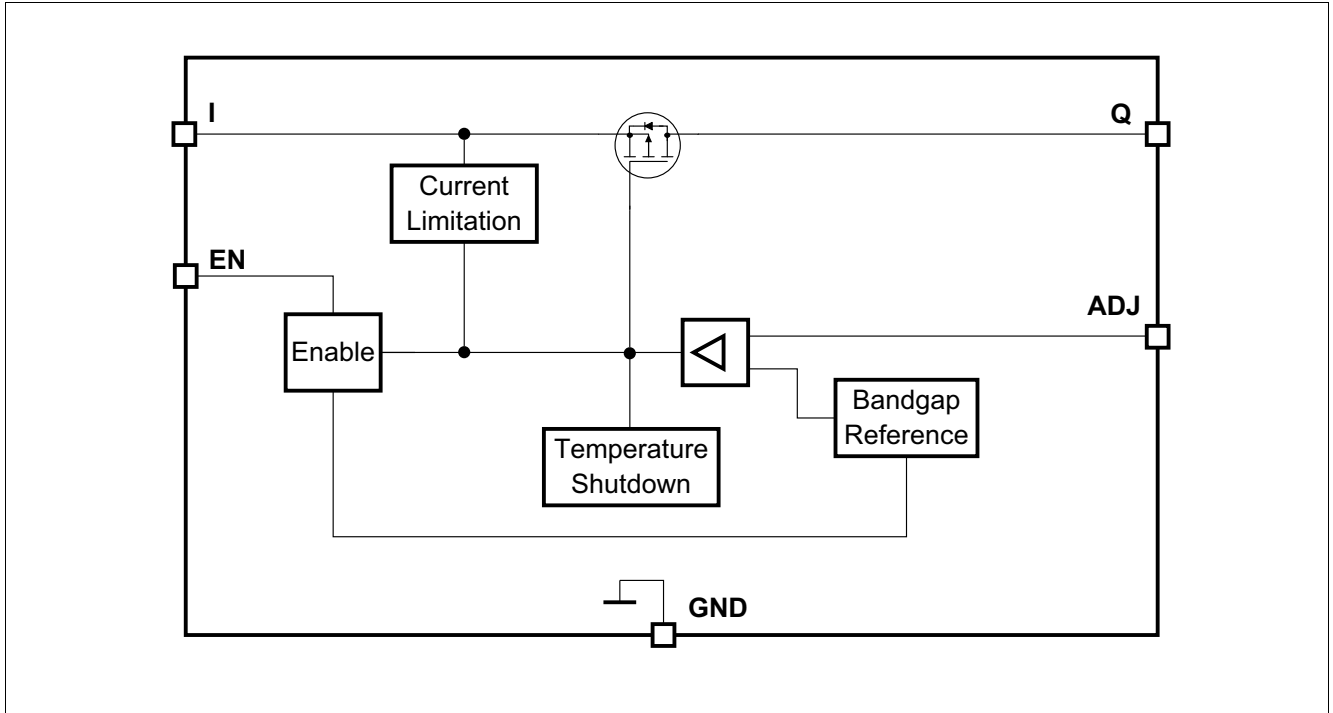 I
Q
Current
Limitation
EN
ADJ
Enable
Bandgap
Reference
Temperature
Shutdown
GND